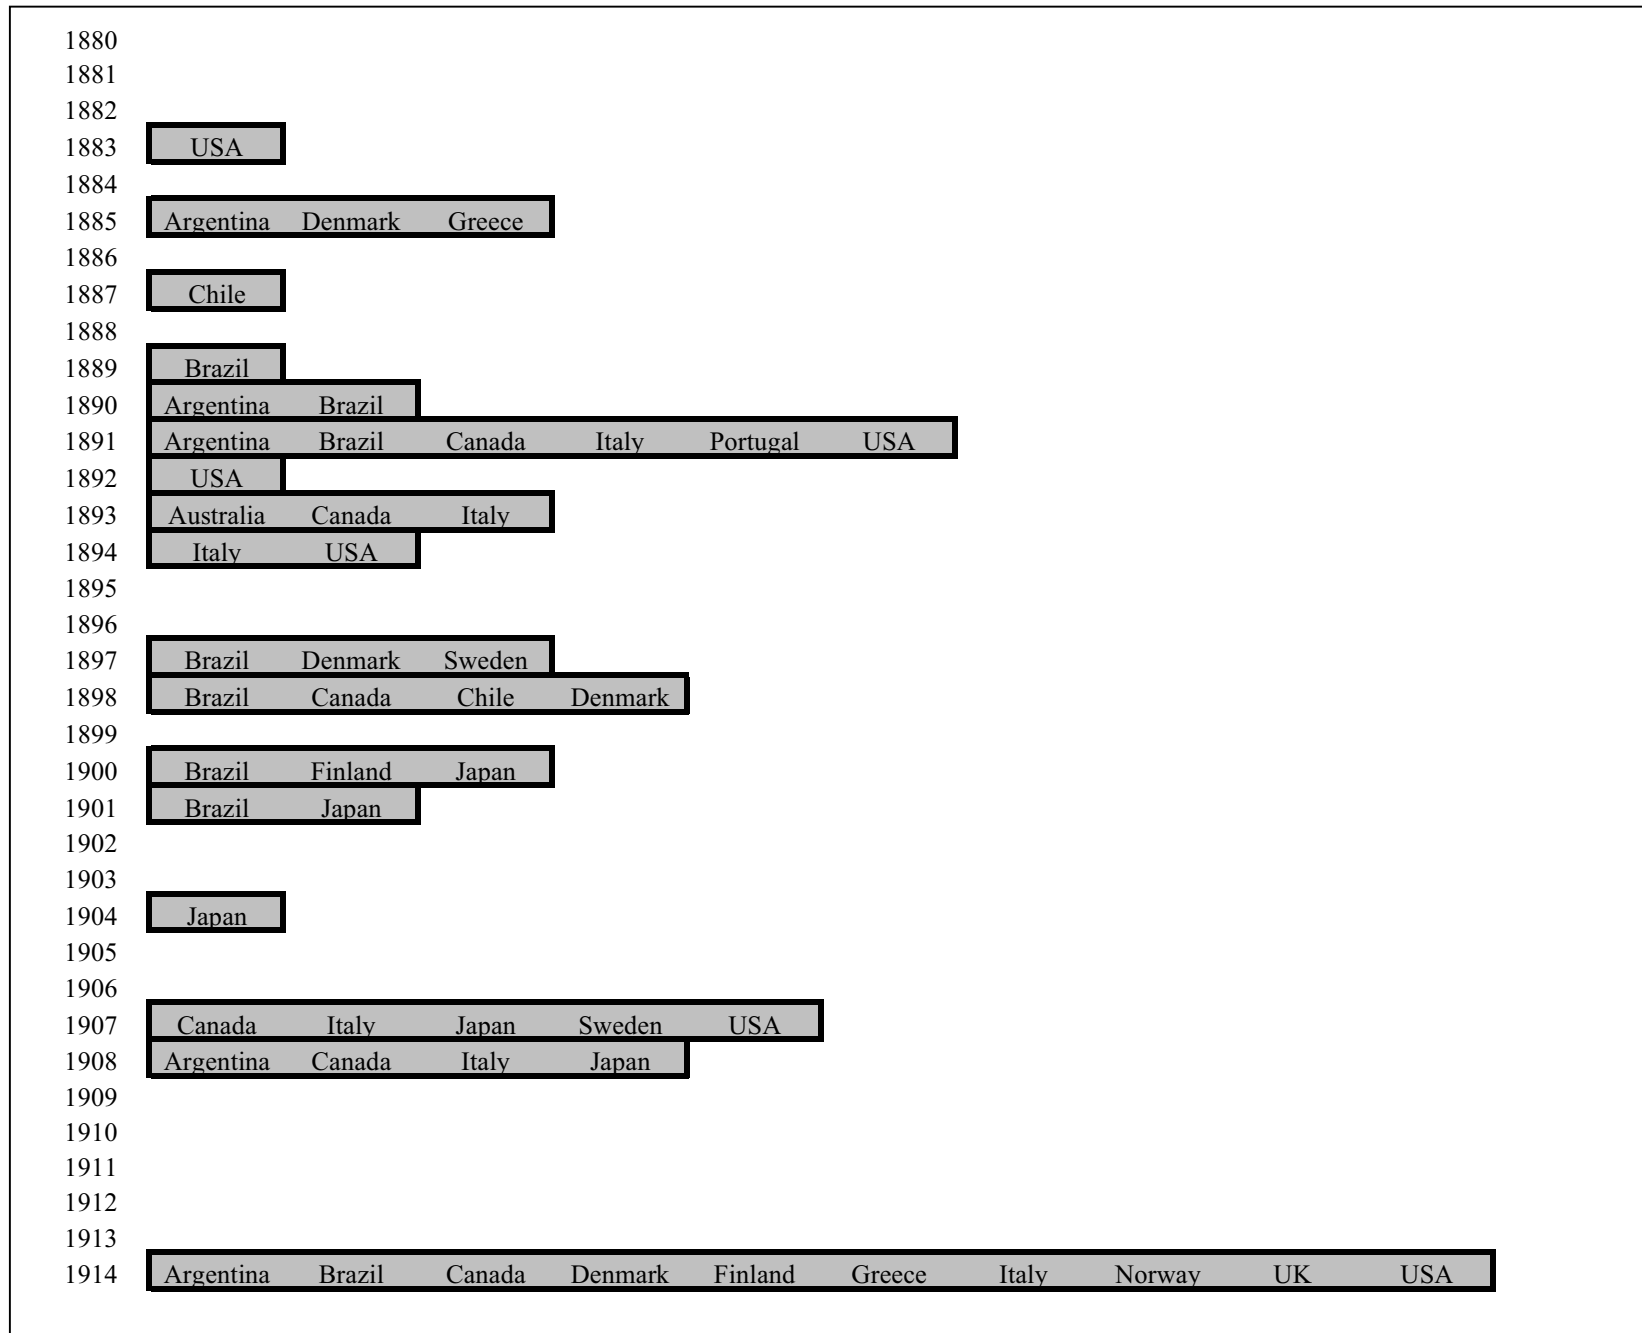 1880
1881
1882
1883 USA
1884
1885 Argentina Denmark Greece
1886
1887 Chile
1888
1889 Brazil
1890 Argentina Brazil
1891 Argentina Brazil Canada Italy Portugal USA
1892 USA
1893 Australia Canada Italy
1894 Italy USA
1895
1896
1897 Brazil Denmark Sweden
1898 Brazil Canada Chile Denmark
1899
1900 Brazil Finland Japan
1901 Brazil Japan
1902
1903
1904 Japan
1905
1906
1907 Canada Italy Japan Sweden USA
1908 Argentina Canada Italy Japan
1909
1910
1911
1912
1913
1914 Argentina Brazil Canada Denmark Finland Greece Italy Norway UK USA